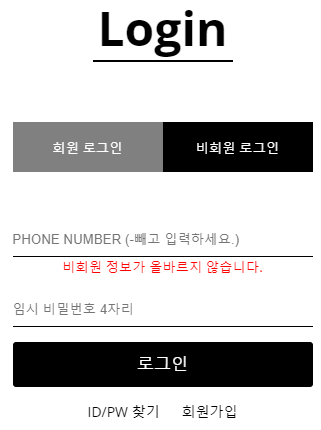 Login
회원 로그인 비회원 로그인
PHONE NUMBER (-빼고 입력하세요.)
비회원 정보가 올바르지 않습니다.
임시 비밀번호 4자리
로그인
ID/PW 찾기 회원가입